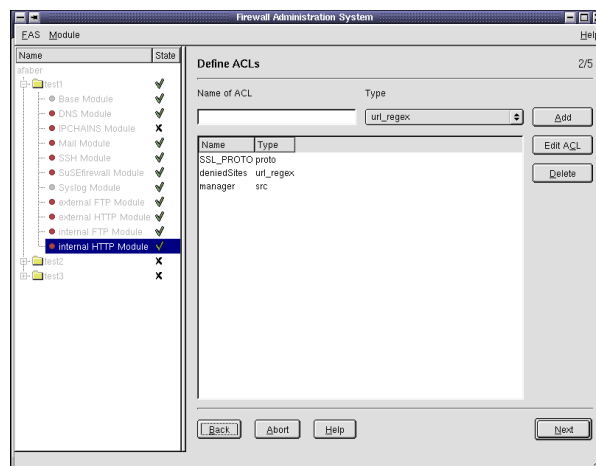 Firewall Administration System
FAS Module Help
Name State
afaber
test1
Base Module
DNS Module
IPCHAINS Module
Mail Module
SSH Module
SuSEfirewall Module
Syslog Module
external FTP Module
external HTTP Module
internal FTP Module
internal HTTP Module
test2
test3
Define ACLs 2/5
Name of ACL Type
url_regex Add
Name Type Edit ACL
SSL_PROTO proto
deniedSites url_regex Delete
manager src
Back Abort Help Next